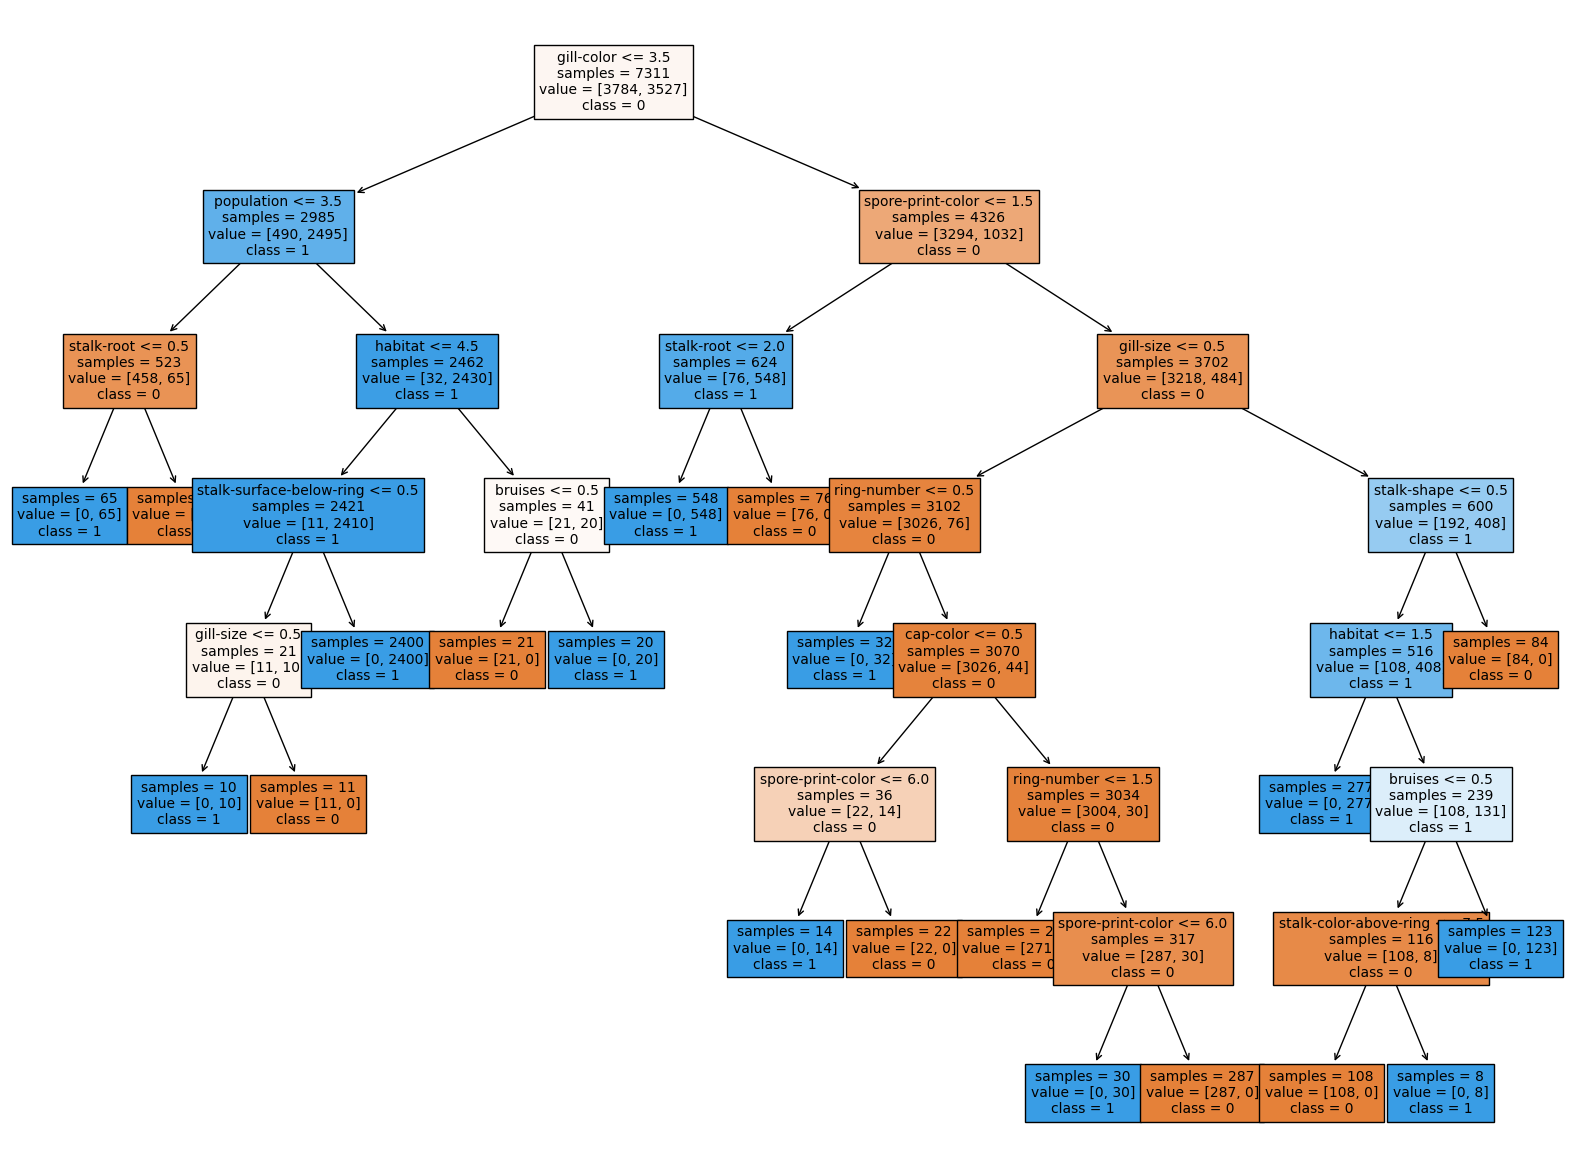 gill-color <= 3.5
samples = 7311
value = [3784, 3527]
class = 0
population <= 3.5
samples = 2985
value = [490, 2495]
class = 1
spore-print-color <= 1.5
samples = 4326
value = [3294, 1032]
class = 0
stalk-root <= 0.5
samples = 523
value = [458, 65]
class = 0
habitat <= 4.5
samples = 2462
value = [32, 2430]
class = 1
stalk-root <= 2.0
samples = 624
value = [76, 548]
class = 1
gill-size <= 0.5
samples = 3702
value = [3218, 484]
class = 0
samples = 65
value = [0, 65]
class = 1
samples
value = [
class
stalk-surface-below-ring <= 0.5
samples = 2421
value = [11, 2410]
class = 1
bruises <= 0.5
samples = 41
value = [21, 20]
class = 0
samples = 548
value = [0, 548]
class = 1
samples = 76
value = [76, 0
class = 0
ring-number <= 0.5
samples = 3102
value = [3026, 76]
class = 0
stalk-shape <= 0.5
samples = 600
value = [192, 408]
class = 1
gill-size <= 0.5
samples = 21
value = [11, 10
class = 0
samples = 2400
value = [0, 2400]
class = 1
samples = 21
value = [21, 0]
class = 0
samples = 20
value = [0, 20]
class = 1
samples = 32
value = [0, 32]
class = 1
cap-color <= 0.5
samples = 3070
value = [3026, 44]
class = 0
habitat <= 1.5
samples = 516
value = [108, 408
class = 1
samples = 84
value = [84, 0]
class = 0
samples = 10
value = [0, 10]
class = 1
samples = 11
value = [11, 0]
class = 0
spore-print-color <= 6.0
samples = 36
value = [22, 14]
class = 0
ring-number <= 1.5
samples = 3034
value = [3004, 30]
class = 0
samples = 277
value = [0, 277
class = 1
bruises <= 0.5
samples = 239
value = [108, 131]
class = 1
samples = 14
value = [0, 14]
class = 1
samples = 22
value = [22, 0]
class = 0
samples = 2
value = [271
class = 0
spore-print-color <= 6.0
samples = 317
value = [287, 30]
class = 0
stalk-color-above-ring <
samples = 116
value = [108, 8]
class = 0
samples = 123
value = [0, 123]
class = 1
samples = 30
value = [0, 30]
class = 1
samples = 287
value = [287, 0]
class = 0
samples = 108
value = [108, 0]
class = 0
samples = 8
value = [0, 8]
class = 1